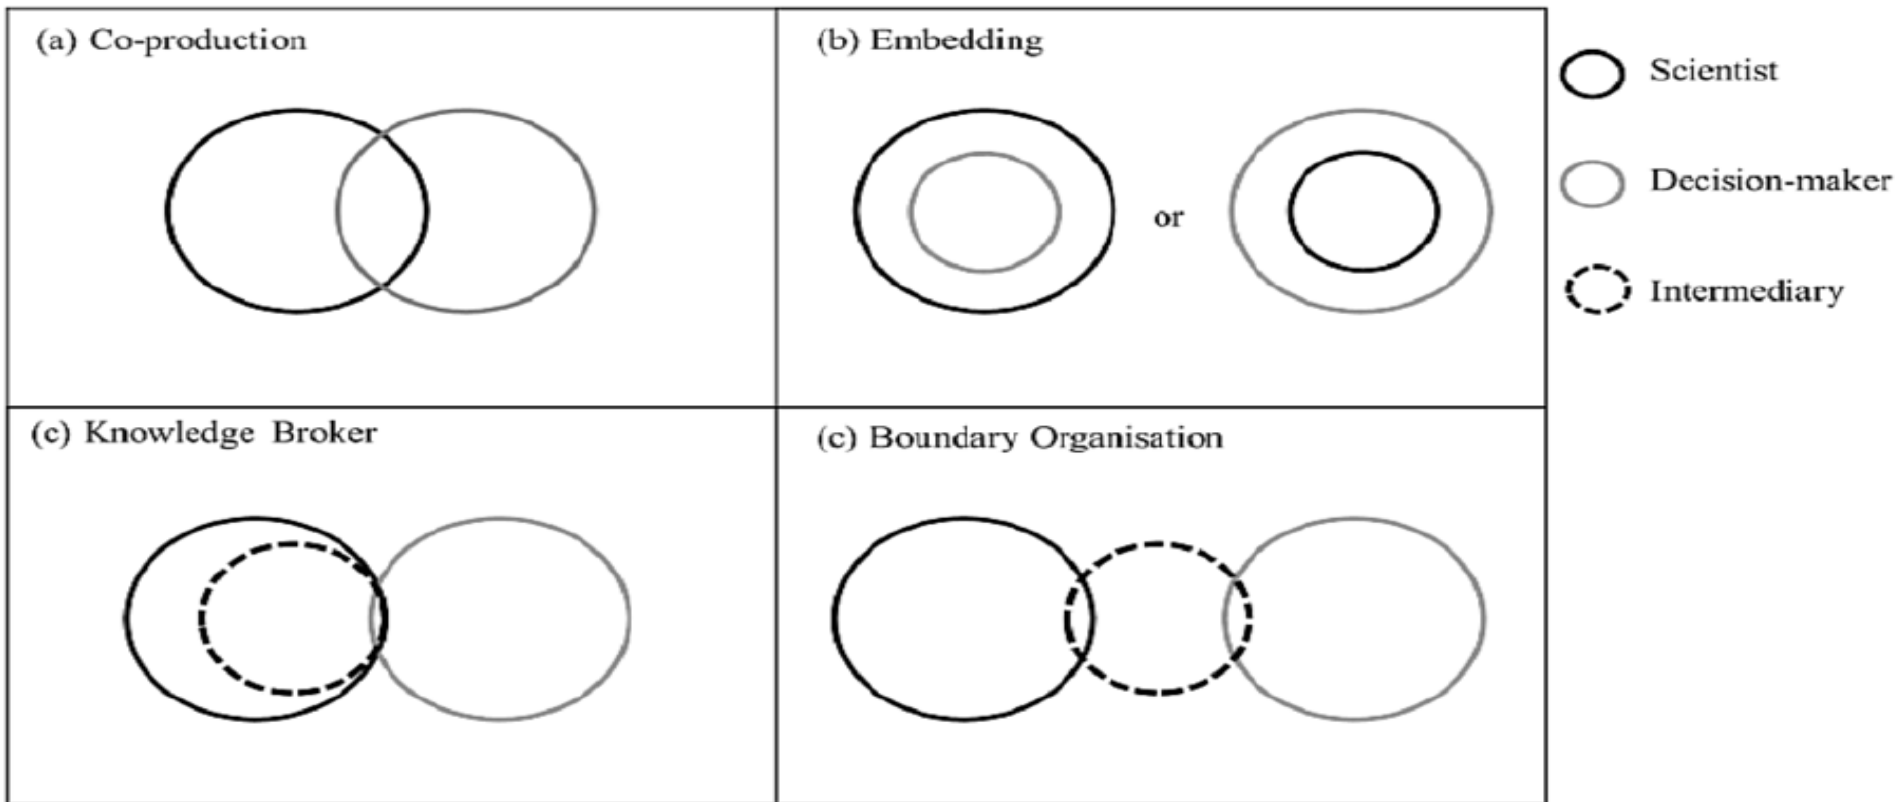 (a) Co-production
(b) Embedding
or
(c) Knowledge Broker
(c) Boundary Organisation
Scientist
Decision-maker
Intermediary